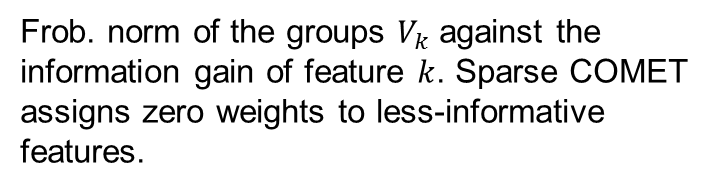 Frob. norm of the groups 𝑉𝑘 against the
information gain of feature 𝑘. Sparse COMET
assigns zero weights to less-informative
features.